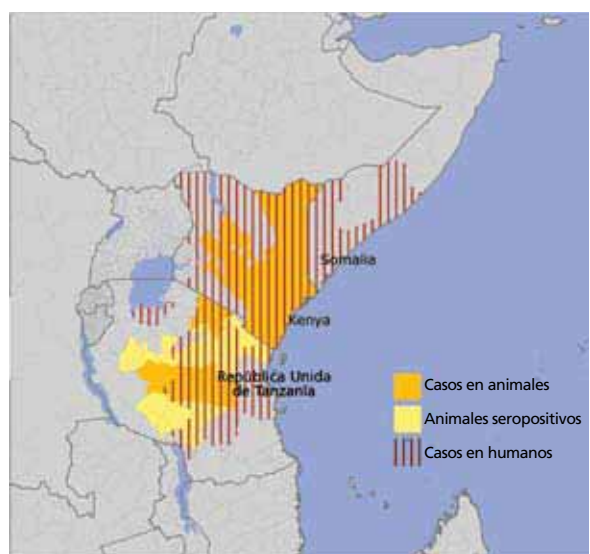 Somalia
Kenya
República Unida
de Tanzania
Casos en animales
Animales seropositivos
Casos en humanos